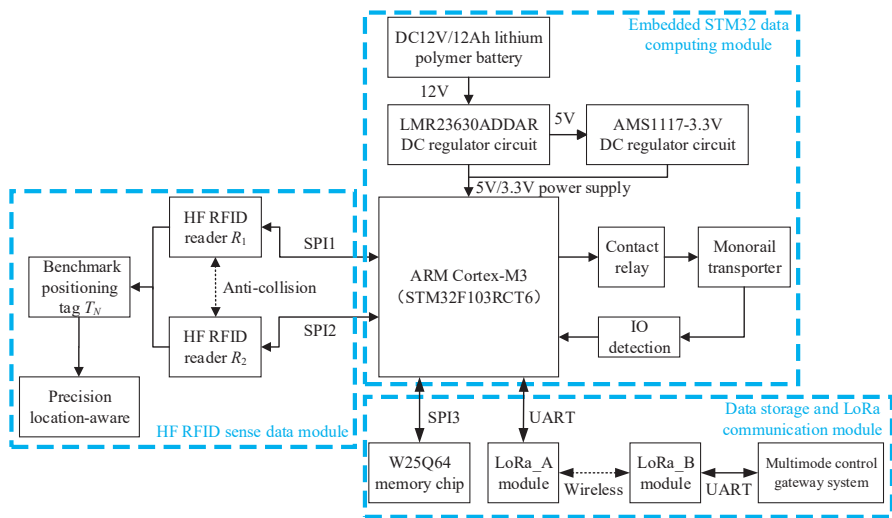 Embedded STM32 data
computing module
DC12V/12Ah lithium
polymer battery
12V
LMR23630ADDAR
DC regulator circuit
5V
AMS1117-3.3V
DC regulator circuit
5V/3.3V power supply
HF RFID
reader R1
SPI1
Benchmark
positioning
tag TN
Anti-collision
HF RFID
reader R2
SPI2
Precision
location-aware
HF RFID sense data module
ARM Cortex-M3
（STM32F103RCT6）
Contact
relay
Monorail
transporter
IO
detection
SPI3
UART
Data storage and LoRa
communication module
W25Q64
memory chip
LoRa_A
module
Wireless
LoRa_B
module
UART
Multimode control
gateway system